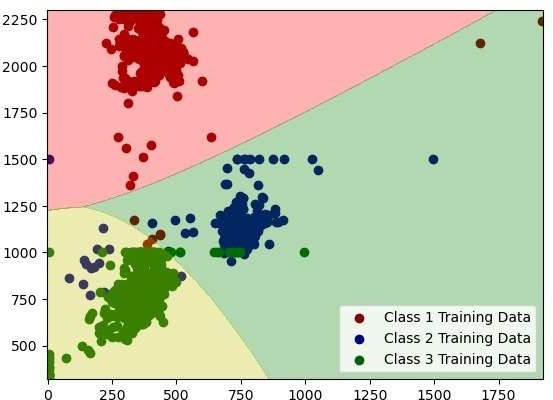 2250
2000
1750
1500
1250
1000
750
500
Class 1 Training Data
Class 2 Training Data
Class 3 Training Data
0 250 500 750 1000 1250 1500 1750